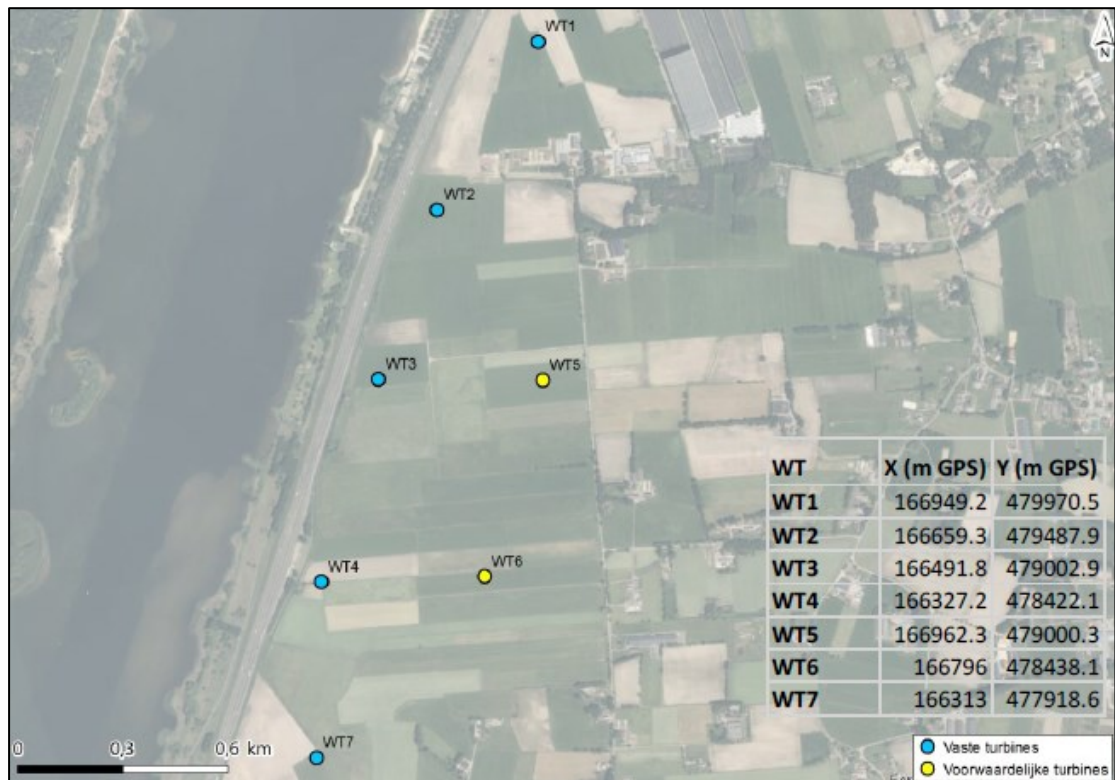 WT1
N
WT2
WT3
WT5
WT4
WT6
WT7
WT X (m GPS) Y (m GPS)
WT1 166949.2 479970.5
WT2 166659.3 479487.9
WT3 166491.8 479002.9
WT4 166327.2 478422.1
WT5 166962.3 479000.3
WT6 166796 478438.1
WT7 166313 477918.6
0 0,3 0,6 km
Vaste turbines
Voorwaardelijke turbines